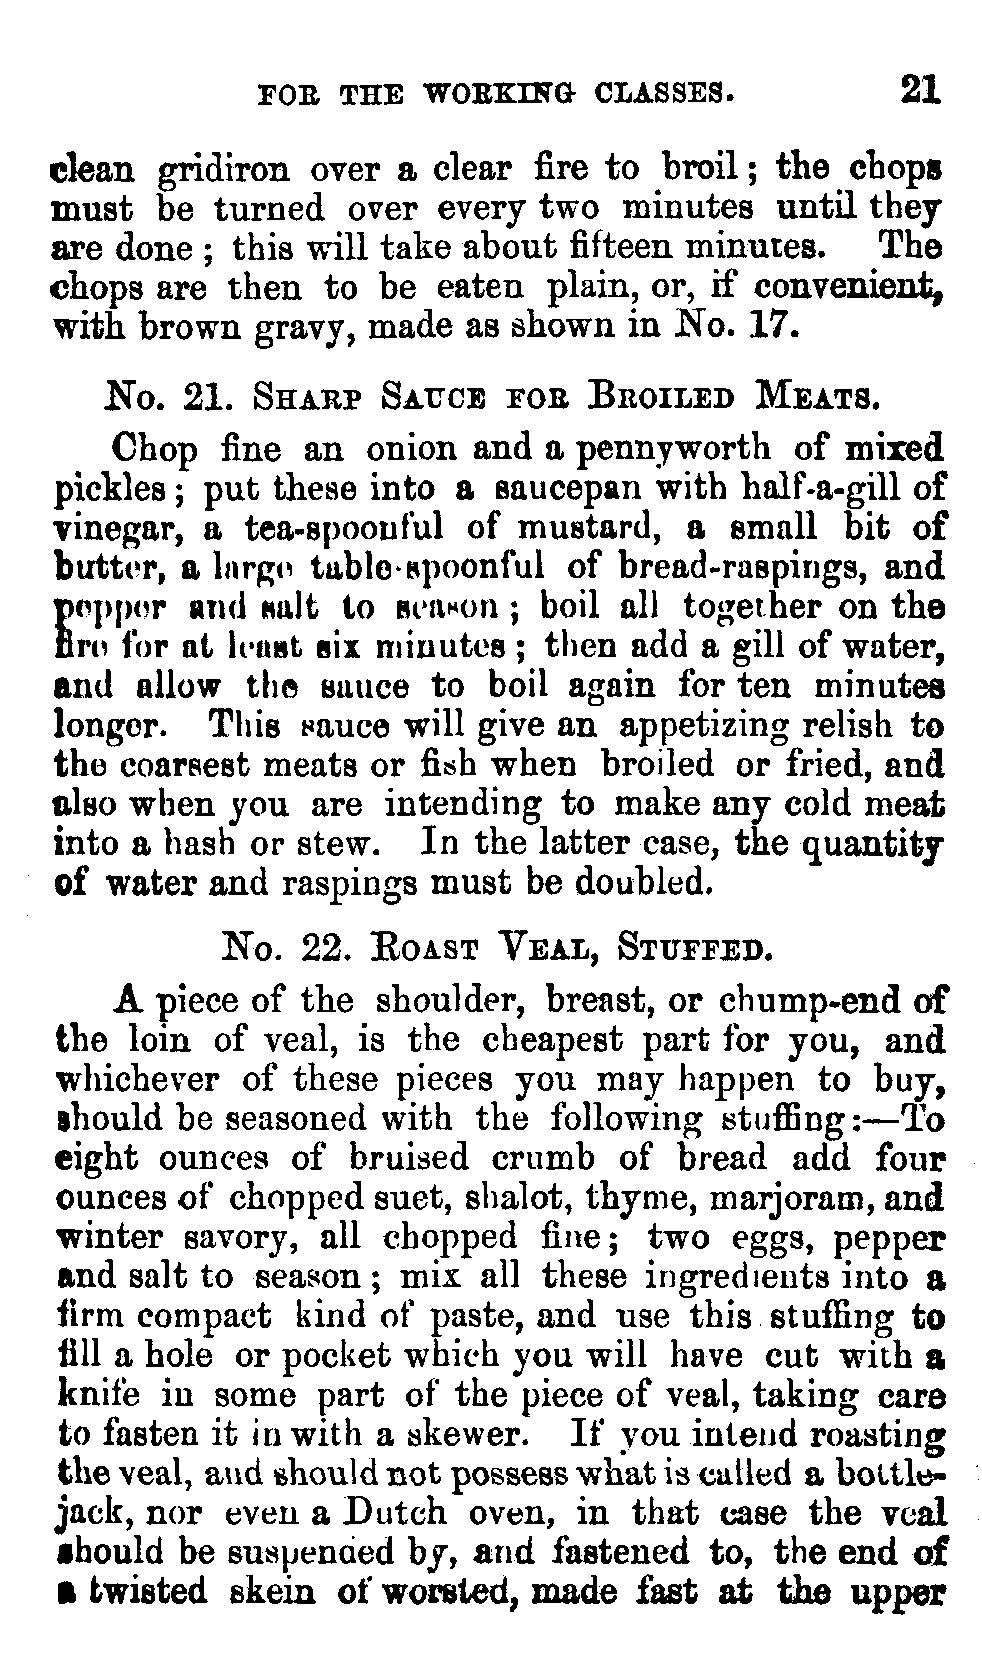 FOR THE WORKING CLASSES. 21
clean gridiron over a clear fire to broil; the chops
must be turned over every two minutes until they
are done; this will take about fifteen minutes. The
chops are then to be eaten plain, or, if convenient,
with brown gravy, made as shown in No. 17.
No. 21. Sharp Sauce for Broiled Meats.
Chop fine an onion and a pennyworth of mixed
pickles; put these into a saucepan with half-a-gill of
vinegar, a tea-spoonful of mustard, a small bit of
butter, a large table-spoonful of bread-raspings, and
pepper and salt to season; boil all together on the
fire for at least six minutes; then add a gill of water,
and allow the sauce to boil again for ten minutes
longer. This sauce will give an appetizing relish to
the coarsest meats or fish when broiled or fried, and
also when you are intending to make any cold meat
into a hash or stew. In the latter case, the quantity
of water and raspings must be doubled.
No. 22. Roast Veal, Stuffed.
A piece of the shoulder, breast, or chump-end of
the loin of veal, is the cheapest part for you, and
whichever of these pieces you may happen to buy,
should be seasoned with the following stuffing:—To
eight ounces of bruised crumb of bread add four
ounces of chopped suet, shalot, thyme, marjoram, and
winter savory, all chopped fine; two eggs, pepper
and salt to season; mix all these ingredients into a
firm compact kind of paste, and use this stuffing to
fill a hole or pocket which you will have cut with a
knife in some part of the piece of veal, taking care
to fasten it in with a skewer. If you intend roasting
the veal, and should not possess what is called a bottle-
jack, nor even a Dutch oven, in that case the veal
should be suspended by, and fastened to, the end of
a twisted skein of worsted, made fast at the upper